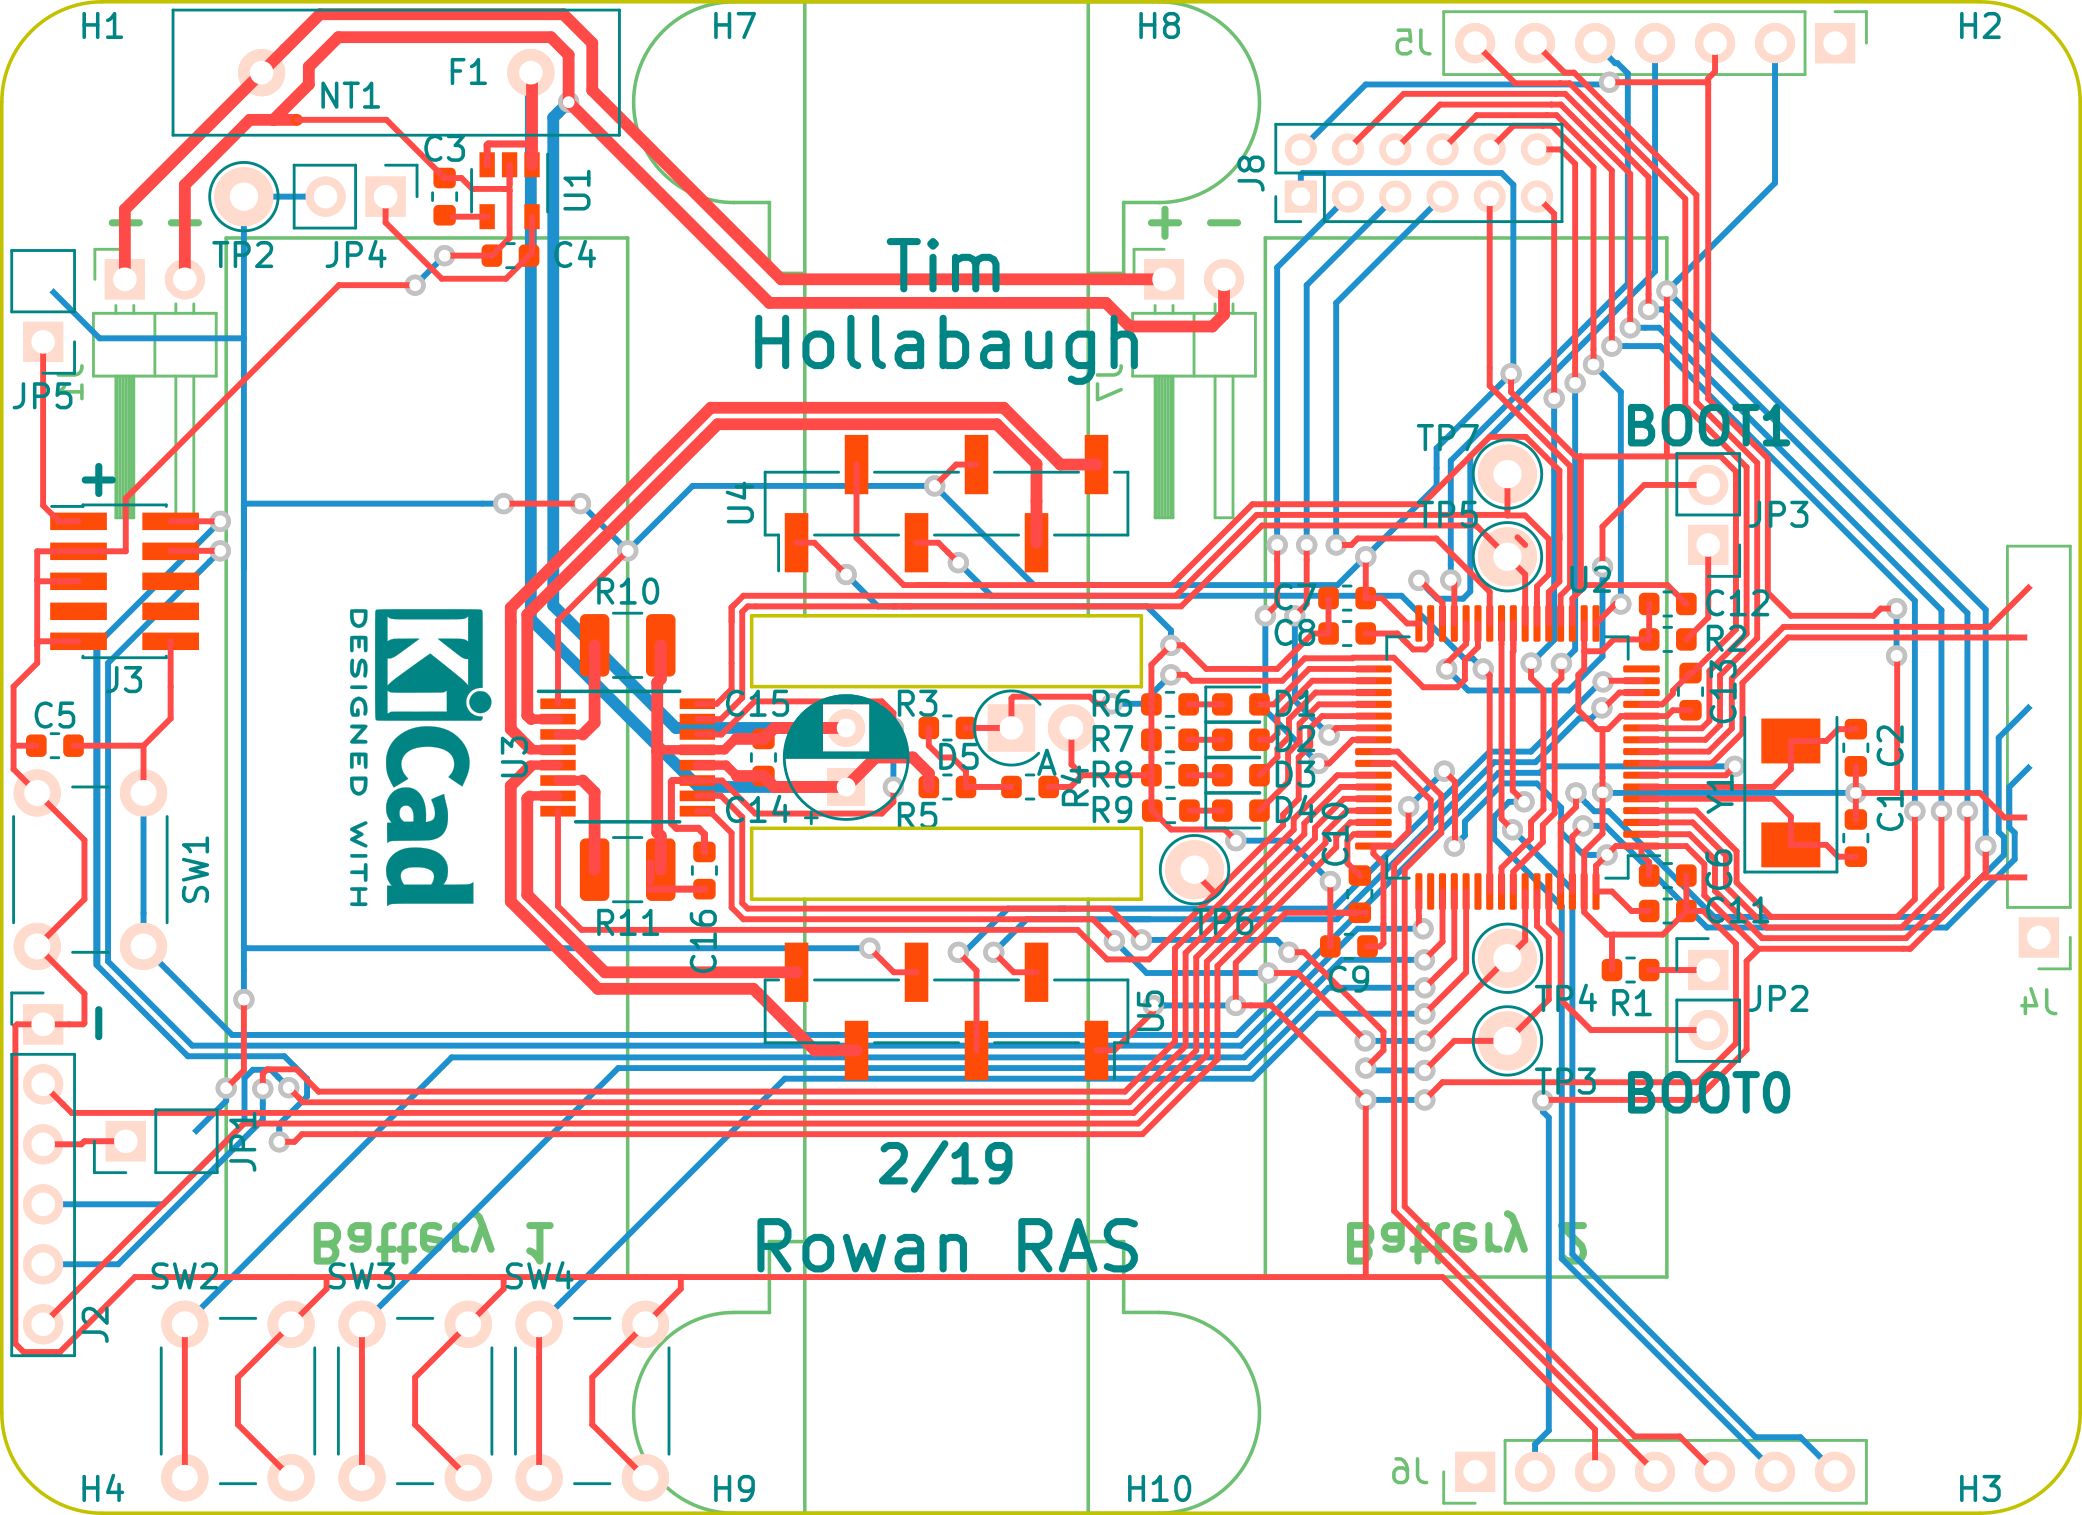 H1
H7
H8
H2
J5
F1
NT1
C3
U1
J8
+ −
TP2
JP4
C4
Tim
Hollabaugh
JP5
J1
J7
BOOT1
TP7
TP5
JP3
+
U4
R10
U2
C7
C8
C12
R2
J3
C5
KiCad
DESIGNED WITH
C15
R3
R6
D1
C13
U3
D5
A
R7
D2
C2
R4
R8
D3
Y1
C14
+
R5
R9
D4
C10
C1
SW1
C6
C11
R11
C16
TP6
C9
TP4
R1
JP2
J4
−
U5
TP3
BOOT0
JP1
2/19
Battery 1
Rowan RAS
Battery 2
SW2
SW3
SW4
J2
H4
H9
H10
J6
H3